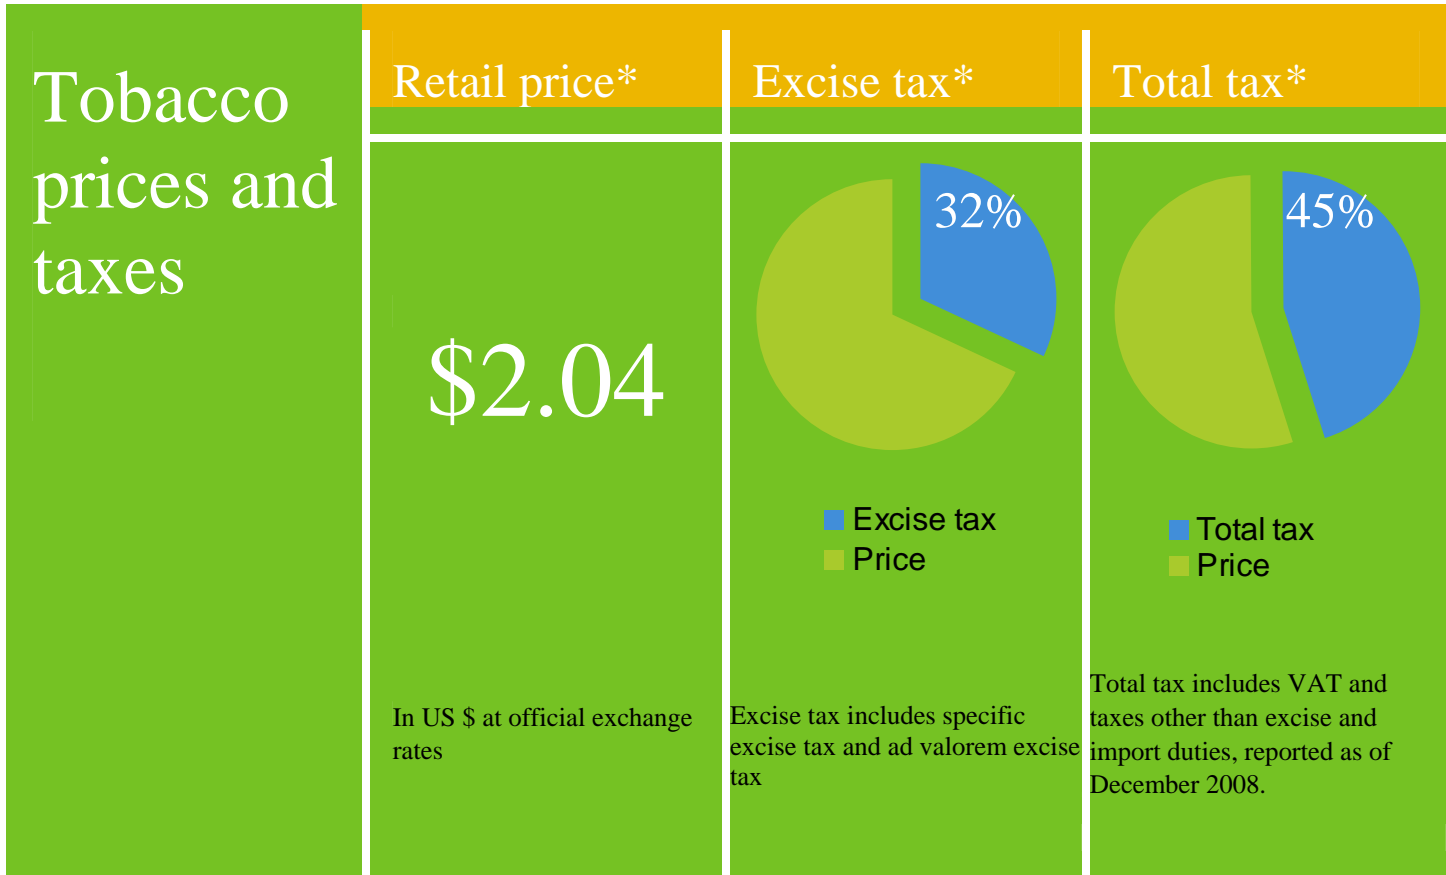 Tobacco
prices and
taxes
Retail price*
Excise tax*
Total tax*
$2.04
32%
45%
Excise tax
Price
Total tax
Price
In US $ at official exchange
rates
Excise tax includes specific
excise tax and ad valorem excise
tax
Total tax includes VAT and
taxes other than excise and
import duties, reported as of
December 2008.